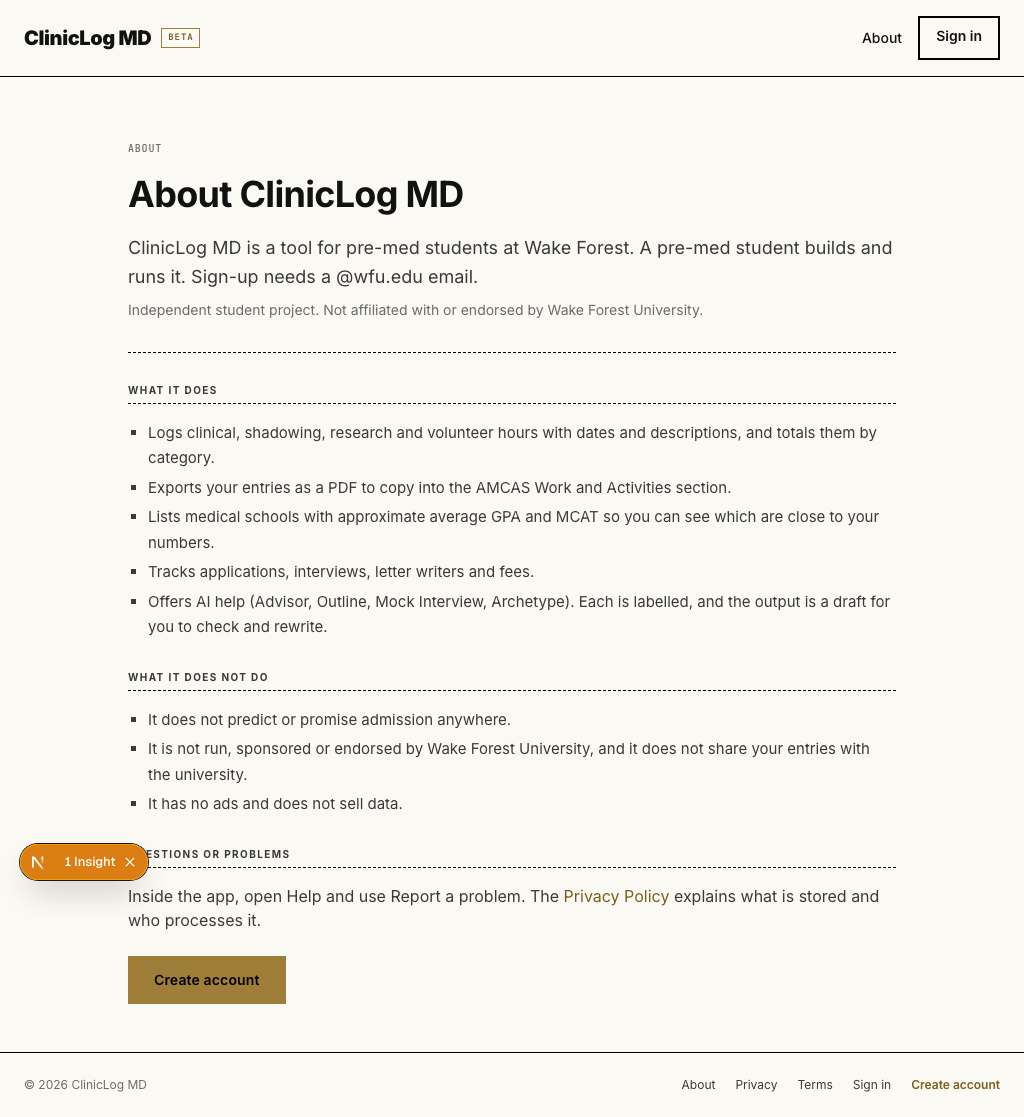 ClinicLog MD BETA About Sign in
ABOUT
About ClinicLog MD
ClinicLog MD is a tool for pre-med students at Wake Forest. A pre-med student builds and
runs it. Sign-up needs a @wfu.edu email.
Independent student project. Not affiliated with or endorsed by Wake Forest University.
WHAT IT DOES
Logs clinical, shadowing, research and volunteer hours with dates and descriptions, and totals them by
category.
Exports your entries as a PDF to copy into the AMCAS Work and Activities section.
Lists medical schools with approximate average GPA and MCAT so you can see which are close to your
numbers.
Tracks applications, interviews, letter writers and fees.
Offers AI help (Advisor, Outline, Mock Interview, Archetype). Each is labelled, and the output is a draft for
you to check and rewrite.
WHAT IT DOES NOT DO
It does not predict or promise admission anywhere.
It is not run, sponsored or endorsed by Wake Forest University, and it does not share your entries with
the university.
It has no ads and does not sell data.
ESTIONS OR PROBLEMS
N 1 Insight
Inside the app, open Help and use Report a problem. The Privacy Policy explains what is stored and
who processes it.
Create account
© 2026 ClinicLog MD About Privacy Terms Sign in Create account